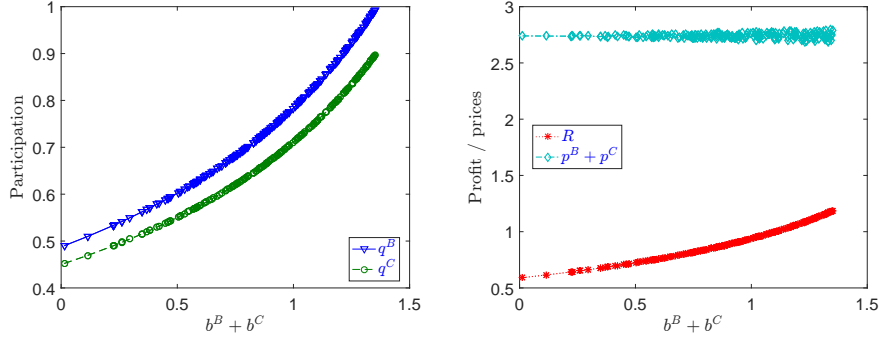 1
0.9
0.8
0.7
0.6
0.5
0.4
Participation
0 0.5 1 1.5
b^B + b^C
q^B
q^C
3
2.5
2
1.5
1
0.5
Profit / prices
0 0.5 1 1.5
b^B + b^C
R
p^B + p^C